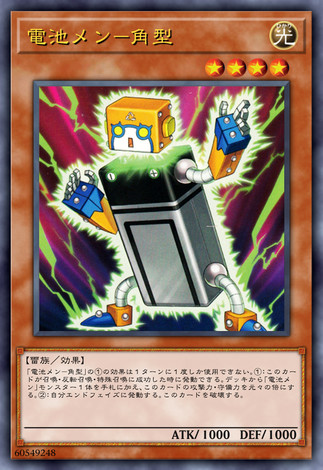 電池メン－角型
光
【雷族／効果】
「電池メン－角型」の①の効果は１ターンに１度しか使用できない。①：このカー
ドが召喚・反転召喚・特殊召喚に成功した時に発動できる。デッキから「電池メ
ン」モンスター１体を手札に加え、このカードの攻撃力・守備力を元々の倍にす
る。②：自分エンドフェイズに発動する。このカードを破壊する。
ATK/1000 DEF/1000
60549248